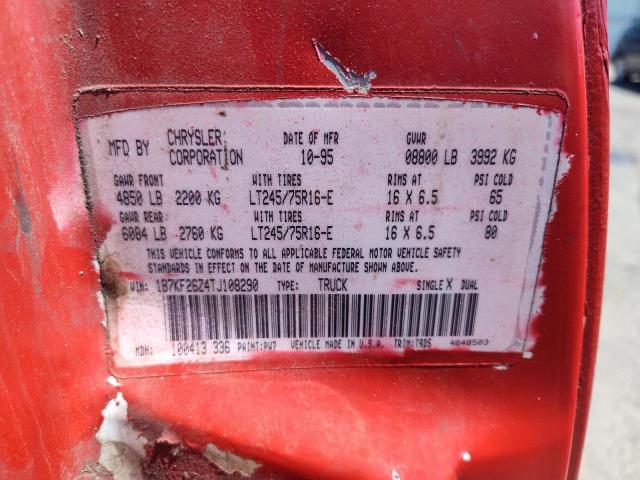 MFD BY CHRYSLER CORPORATION DATE OF MFR 10-95 GVWR 08800 LB 3992 KG
GAWR FRONT WITH TIRES RIMS AT PSI COLD
4850 LB 2200 KG LT245/75R16-E 16 X 6.5 65
GAWR REAR WITH TIRES RIMS AT PSI COLD
6084 LB 2760 KG LT245/75R16-E 16 X 6.5 80
THIS VEHICLE CONFORMS TO ALL APPLICABLE FEDERAL MOTOR VEHICLE SAFETY
STANDARDS IN EFFECT ON THE DATE OF MANUFACTURE SHOWN ABOVE.
VIN: 1B7KF26Z4TJ108290 TYPE: TRUCK SINGLE X DUAL
MDH: 100413 336 PAINT: PW7 VEHICLE MADE IN U.S.A. TRIM: T9D5 4648503